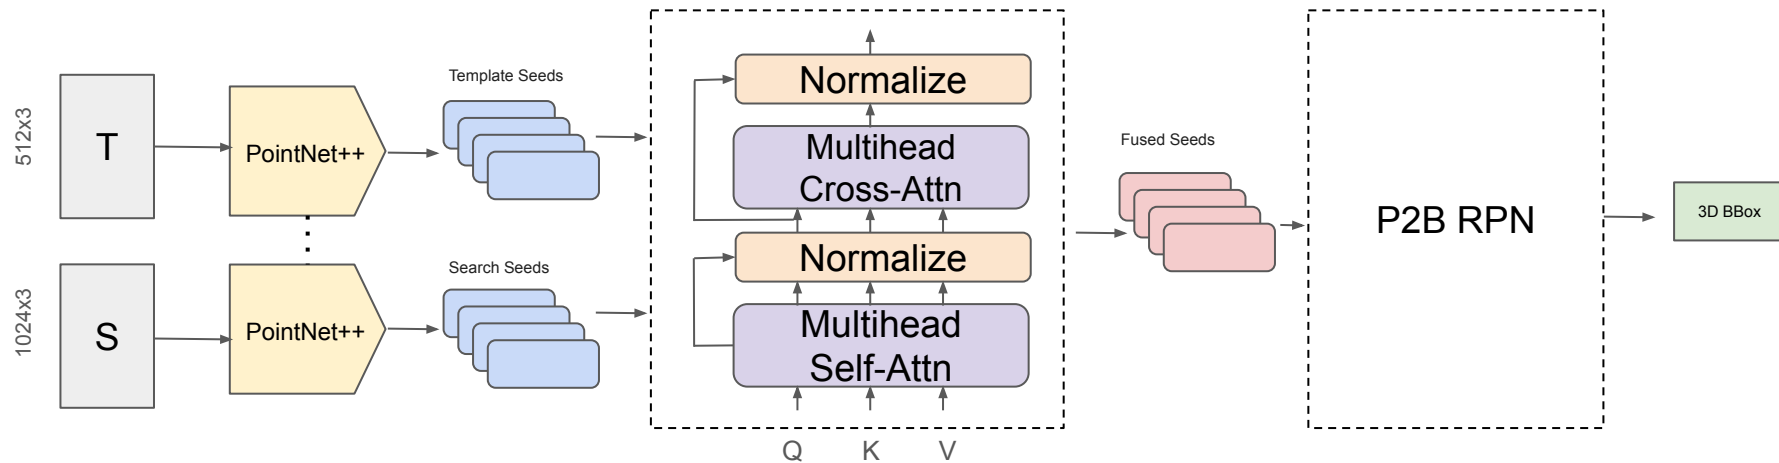 512x3
T
PointNet++
Template Seeds
1024x3
S
PointNet++
Search Seeds
Normalize
Multihead
Cross-Attn
Normalize
Multihead
Self-Attn
Q K V
Fused Seeds
P2B RPN
3D BBox